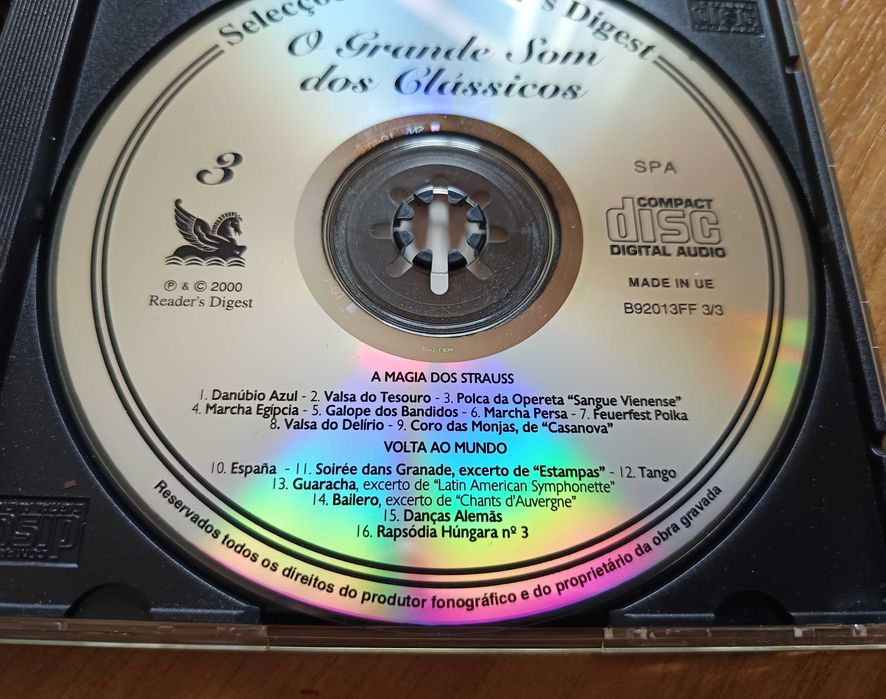 Selecções Reader's Digest
O Grande Som
dos Clássicos
3
SPA
COMPACT
disc
DIGITAL AUDIO
℗ & © 2000
Reader's Digest
MADE IN UE
B92013FF 3/3
A MAGIA DOS STRAUSS
1. Danúbio Azul - 2. Valsa do Tesouro - 3. Polca da Opereta “Sangue Vienense”
4. Marcha Egípcia - 5. Galope dos Bandidos - 6. Marcha Persa - 7. Feuerfest Polka
8. Valsa do Delírio - 9. Coro das Monjas, de “Casanova”
VOLTA AO MUNDO
10. España - 11. Soirée dans Granade, excerto de “Estampas” - 12. Tango
13. Guaracha, excerto de “Latin American Symphonette”
14. Bailero, excerto de “Chants d'Auvergne”
15. Danças Alemãs
16. Rapsódia Húngara nº 3
Reservados todos os direitos do produtor fonográfico e do proprietário da obra gravada
disc